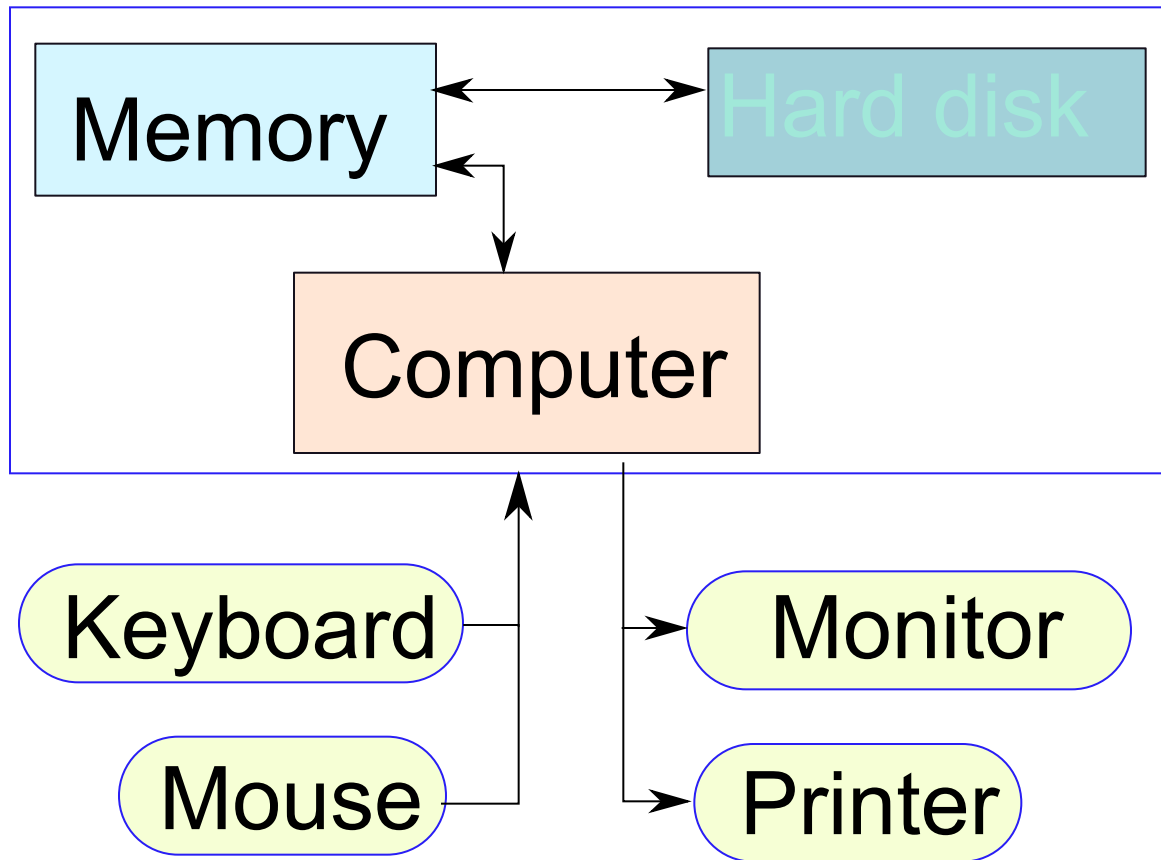 Memory
Hard disk
Computer
Keyboard
Monitor
Mouse
Printer